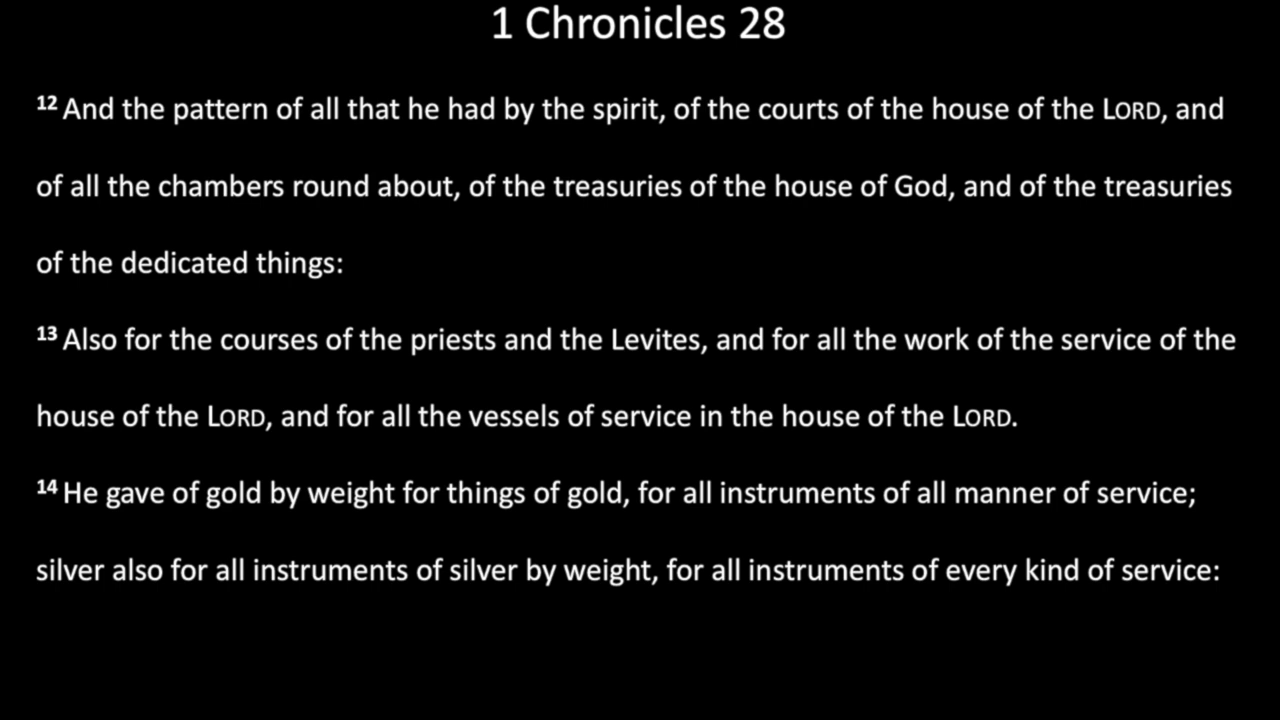 1 Chronicles 28
12 And the pattern of all that he had by the spirit, of the courts of the house of the LORD, and
of all the chambers round about, of the treasuries of the house of God, and of the treasuries
of the dedicated things:
13 Also for the courses of the priests and the Levites, and for all the work of the service of the
house of the LORD, and for all the vessels of service in the house of the LORD.
14 He gave of gold by weight for things of gold, for all instruments of all manner of service;
silver also for all instruments of silver by weight, for all instruments of every kind of service: